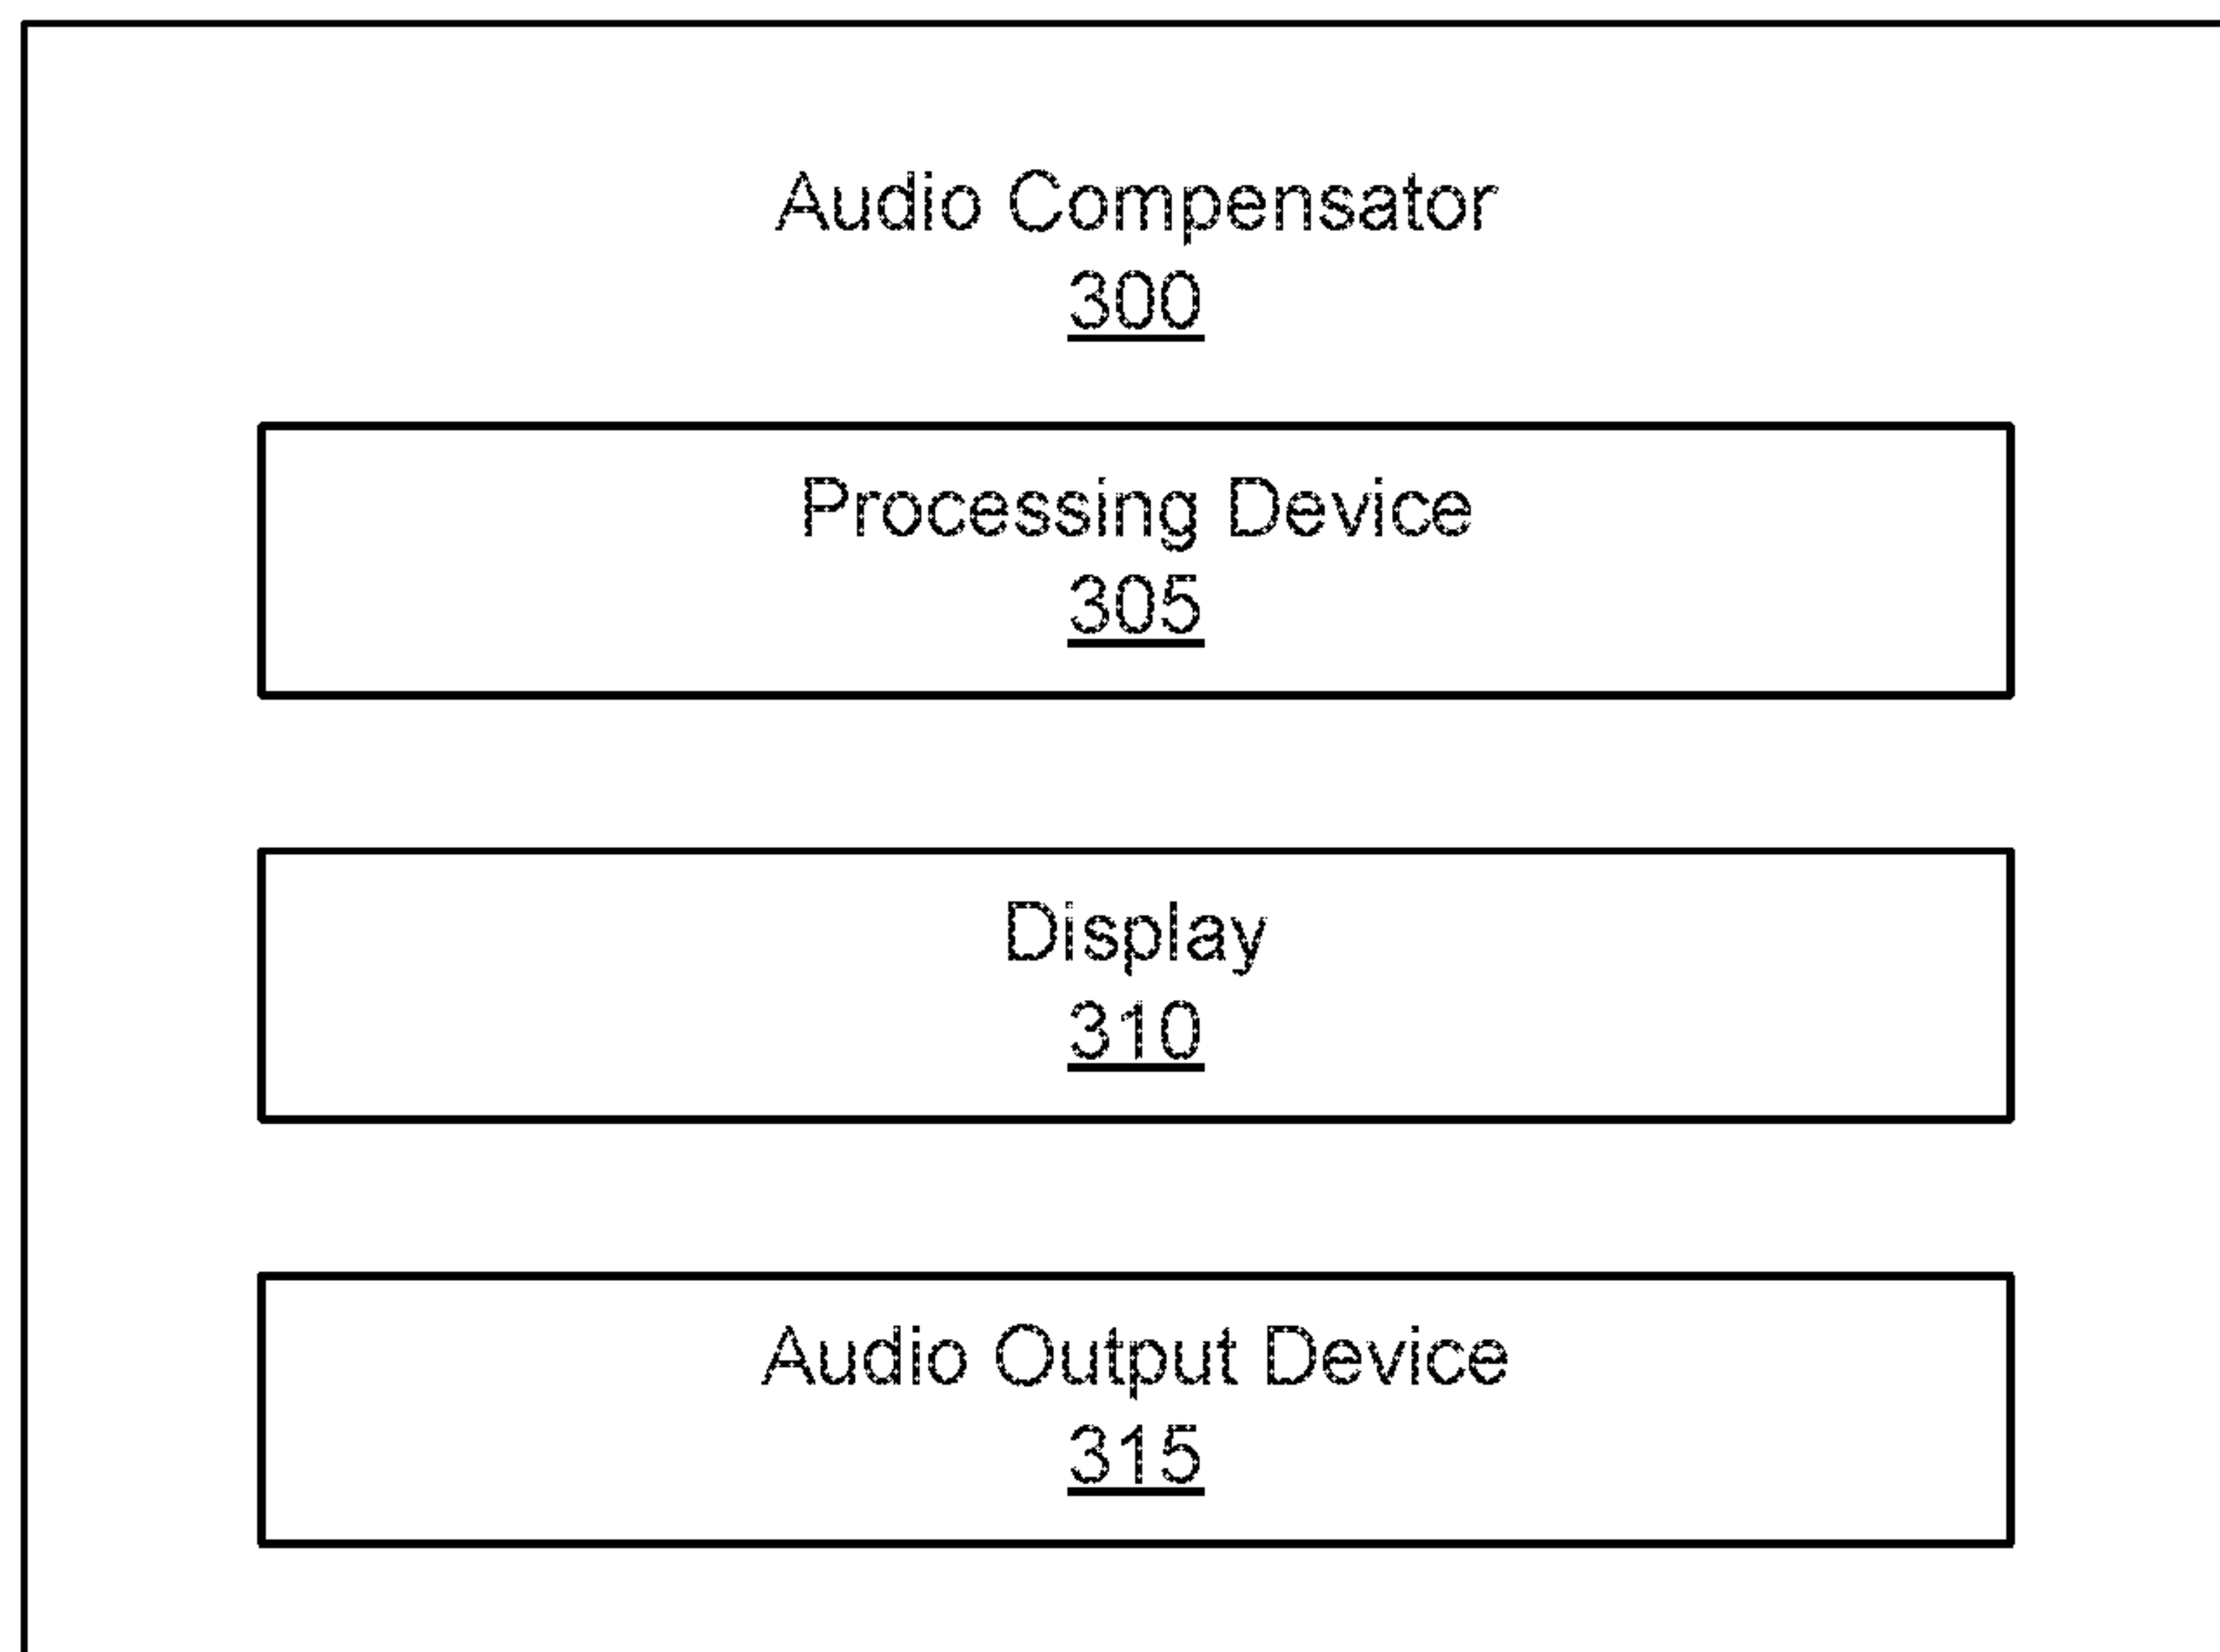 Audio Compensator
300
Processing Device
305
Display
310
Audio Output Device
315